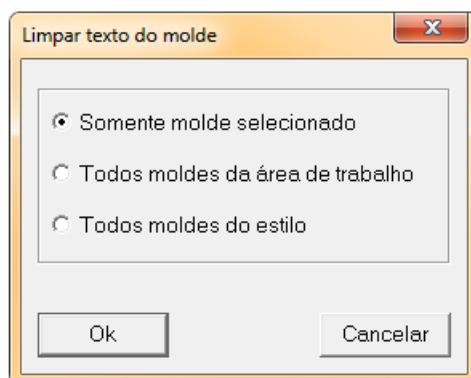 Limpar texto do molde
Somente molde selecionado
Todos moldes da área de trabalho
Todos moldes do estilo
Ok Cancelar